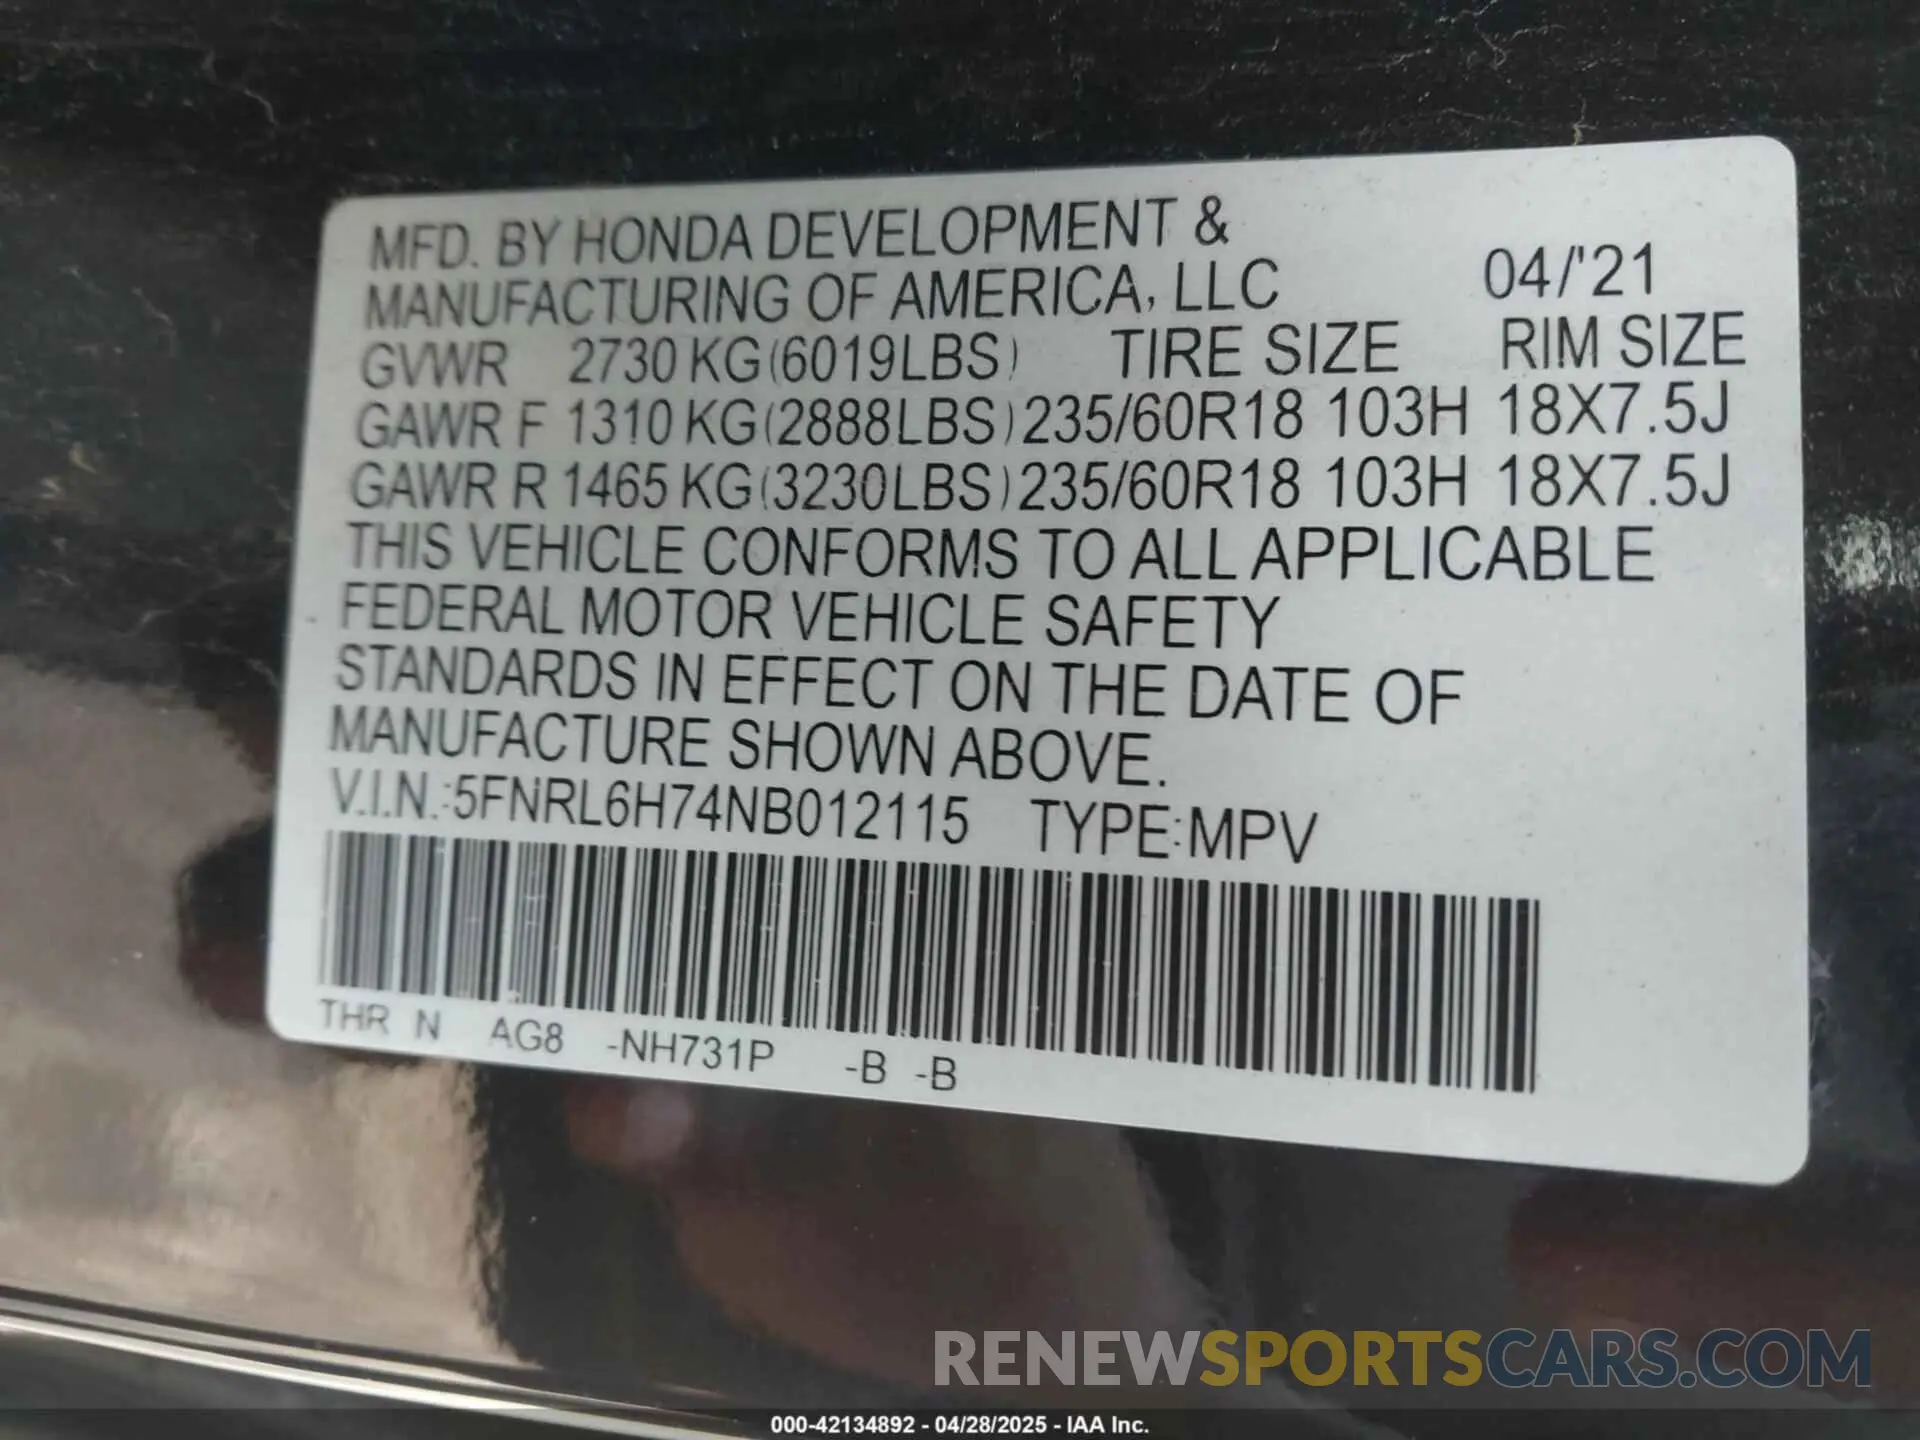 MFD. BY HONDA DEVELOPMENT &
MANUFACTURING OF AMERICA, LLC 04/'21
GVWR 2730 KG(6019LBS) TIRE SIZE RIM SIZE
GAWR F 1310 KG(2888LBS) 235/60R18 103H 18X7.5J
GAWR R 1465 KG(3230LBS) 235/60R18 103H 18X7.5J
THIS VEHICLE CONFORMS TO ALL APPLICABLE
FEDERAL MOTOR VEHICLE SAFETY
STANDARDS IN EFFECT ON THE DATE OF
MANUFACTURE SHOWN ABOVE.
V.I.N.:5FNRL6H74NB012115 TYPE:MPV
THR N AG8 -NH731P -B -B
RENEWSPORTSCARS.COM
000-42134892 - 04/28/2025 - IAA Inc.